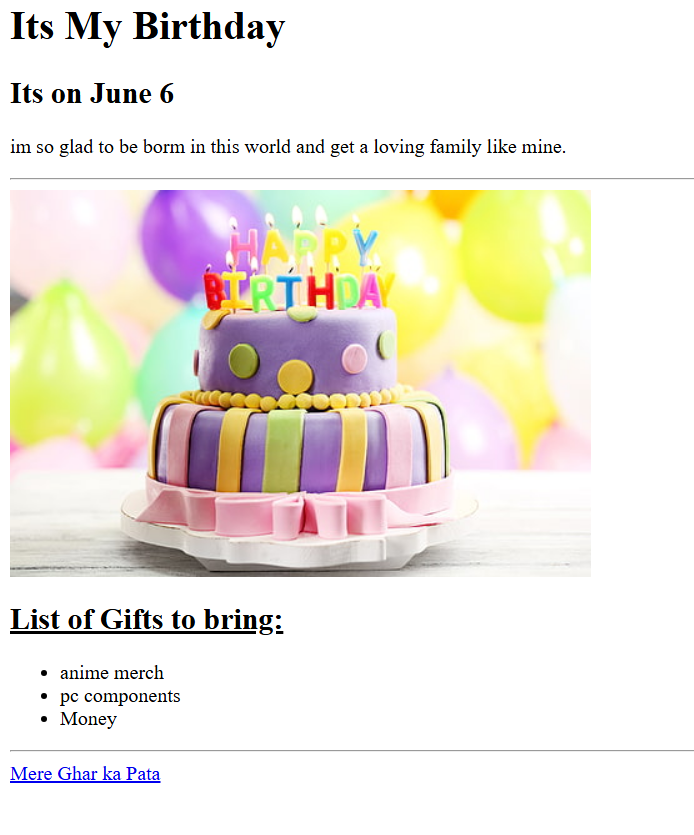 Its My Birthday
Its on June 6
im so glad to be borm in this world and get a loving family like mine.
HAPPY
BIRTHDAY
List of Gifts to bring:
anime merch
pc components
Money
Mere Ghar ka Pata